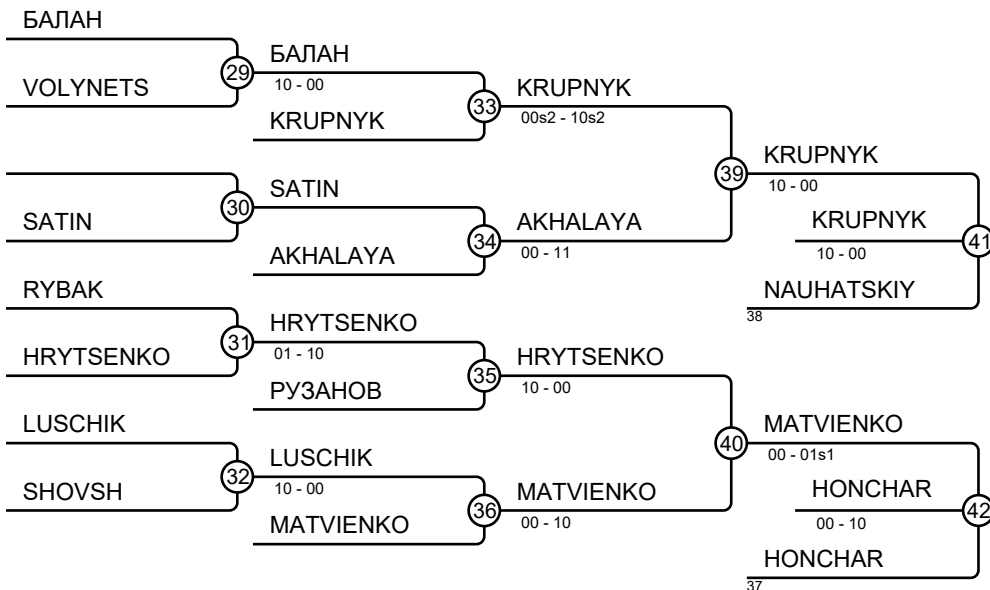 БАЛАН
VOLYNETS
29
БАЛАН
10 - 00
KRUPNYK
33
KRUPNYK
00s2 - 10s2
SATIN
30
SATIN
AKHALAYA
34
AKHALAYA
00 - 11
39
KRUPNYK
10 - 00
KRUPNYK
10 - 00
41
NAUHATSKIY
38
RYBAK
HRYTSENKO
31
HRYTSENKO
01 - 10
РУЗАНОВ
35
HRYTSENKO
10 - 00
LUSCHIK
SHOVSH
32
LUSCHIK
10 - 00
MATVIENKO
36
MATVIENKO
00 - 10
40
MATVIENKO
00 - 01s1
HONCHAR
00 - 10
42
HONCHAR
37